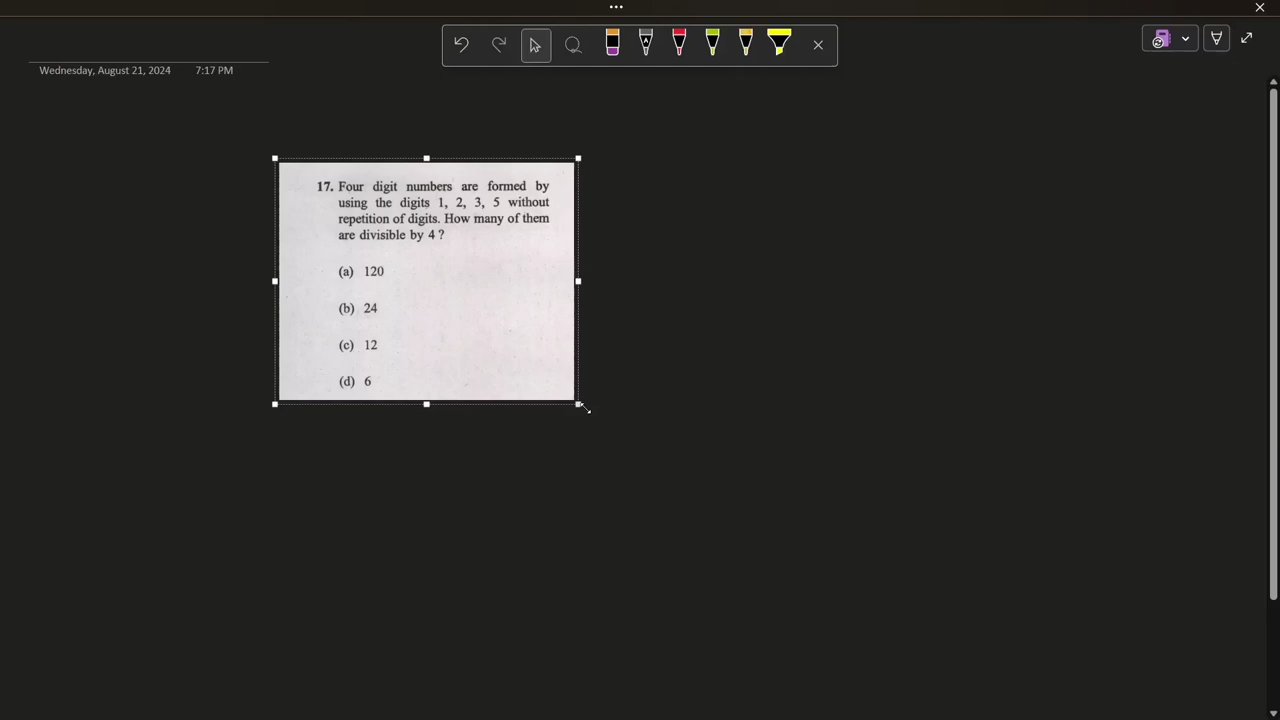 Wednesday, August 21, 2024 7:17 PM
17. Four digit numbers are formed by
using the digits 1, 2, 3, 5 without
repetition of digits. How many of them
are divisible by 4 ?
(a) 120
(b) 24
(c) 12
(d) 6